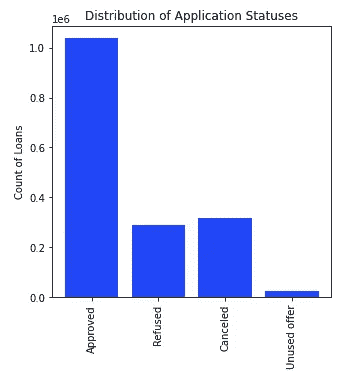 Distribution of Application Statuses
1e6
1.0
0.8
0.6
0.4
0.2
0.0
Count of Loans
Approved
Refused
Canceled
Unused offer